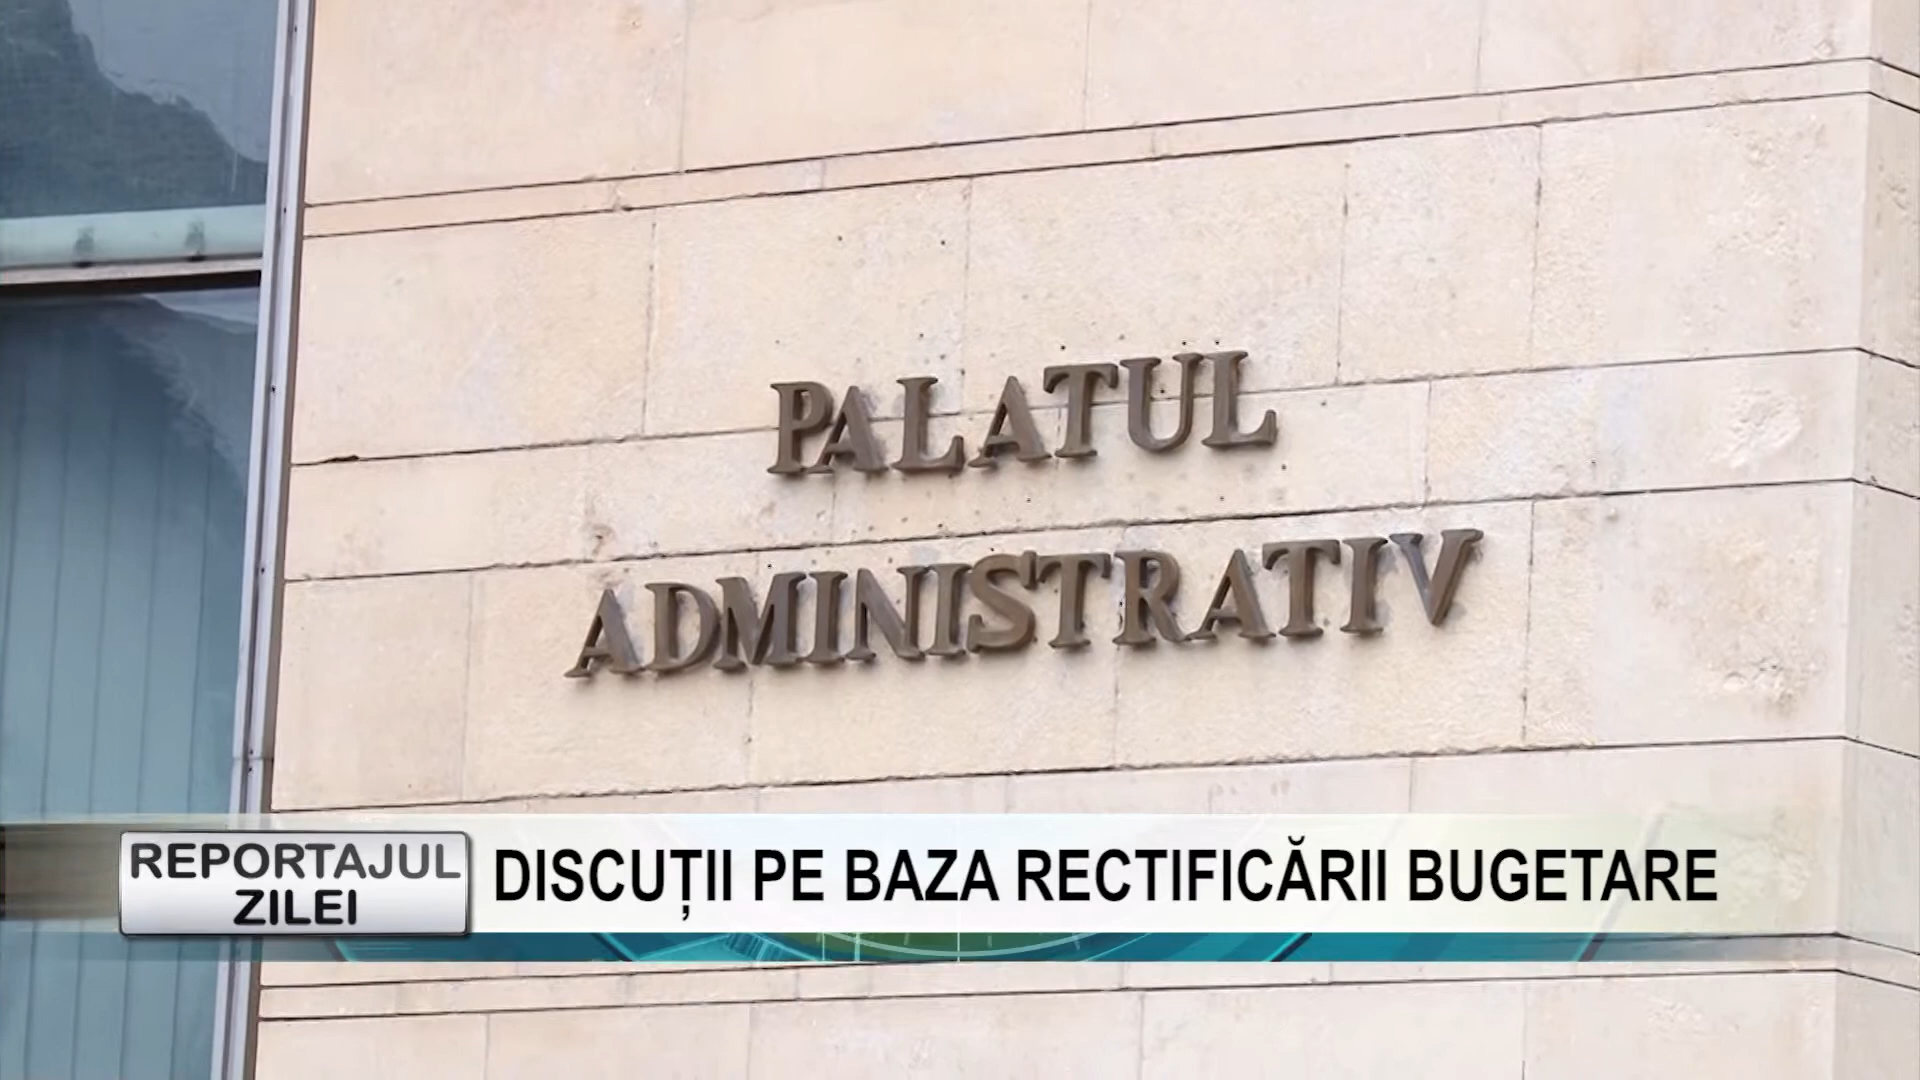 PALATUL
ADMINISTRATIV
REPORTAJUL
ZILEI
DISCUȚII PE BAZA RECTIFICĂRII BUGETARE